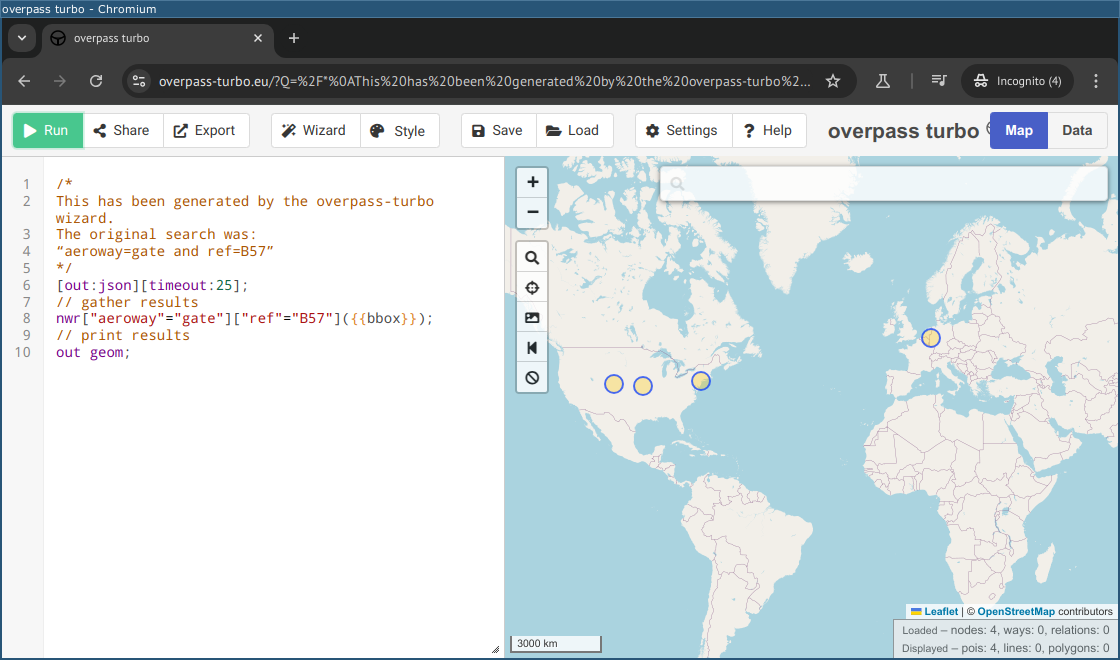 overpass turbo - Chromium
overpass turbo
overpass-turbo.eu/?Q=%2F*%0AThis%20has%20been%20generated%20by%20the%20overpass-turbo%2...
Incognito (4)
Run
Share
Export
Wizard
Style
Save
Load
Settings
Help
overpass turbo
Map
Data
1 /*
2 This has been generated by the overpass-turbo
wizard.
3 The original search was:
4 “aeroway=gate and ref=B57”
5 */
6 [out:json][timeout:25];
7 // gather results
8 nwr["aeroway"="gate"]["ref"="B57"]({{bbox}});
9 // print results
10 out geom;
+
−
3000 km
Leaflet | © OpenStreetMap contributors
Loaded – nodes: 4, ways: 0, relations: 0
Displayed – pois: 4, lines: 0, polygons: 0